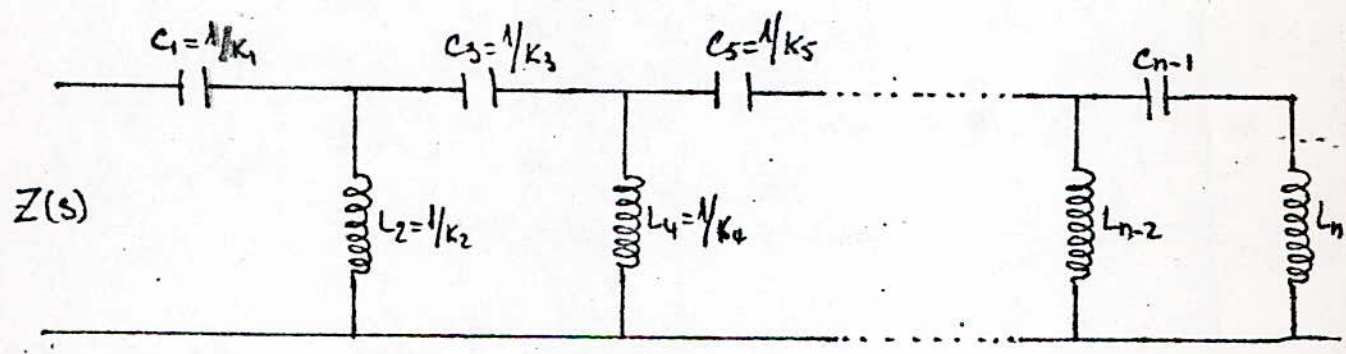 C₁=1/K₁ C₃=1/K₃ C₅=1/K₅ Cn-1
Z(s) L₂=1/K₂ L₄=1/K₄ Ln-2 Ln